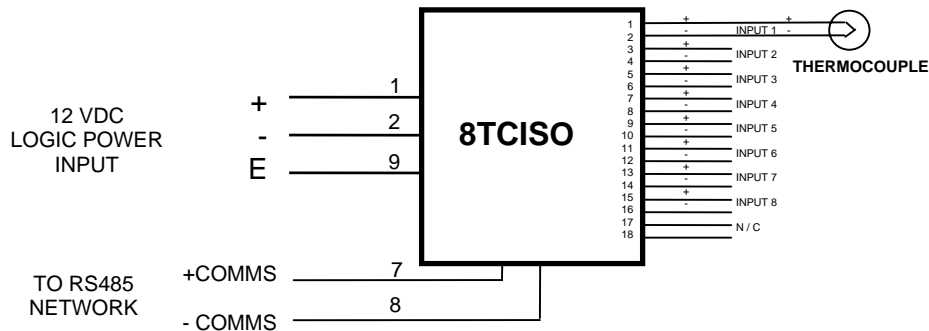 12 VDC
LOGIC POWER
INPUT
+ 1
- 2
E 9
8TCISO
TO RS485
NETWORK
+COMMS 7
- COMMS 8
1 + +
2 - INPUT 1 -
3 +
4 - INPUT 2
5 +
6 - INPUT 3
7 +
8 - INPUT 4
9 +
10 - INPUT 5
11 +
12 - INPUT 6
13 +
14 - INPUT 7
15 +
16 - INPUT 8
17
18 N / C
THERMOCOUPLE